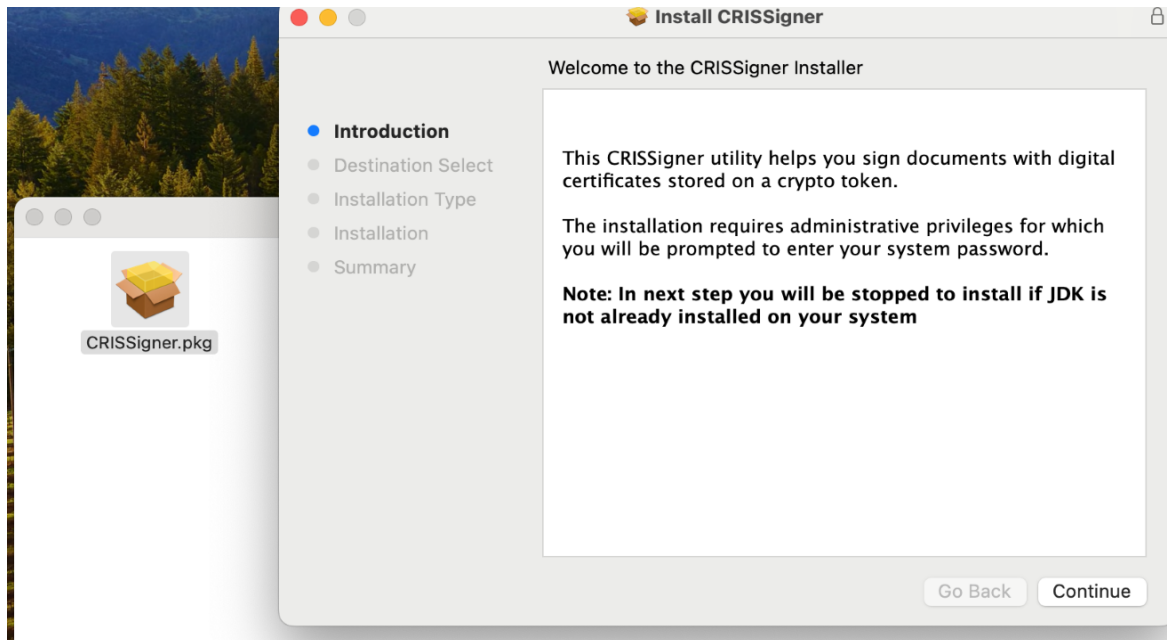 Install CRISSigner
Welcome to the CRISSigner Installer
Introduction
Destination Select
Installation Type
Installation
Summary
This CRISSigner utility helps you sign documents with digital
certificates stored on a crypto token.
The installation requires administrative privileges for which
you will be prompted to enter your system password.
Note: In next step you will be stopped to install if JDK is
not already installed on your system
CRISSigner.pkg
Go Back
Continue